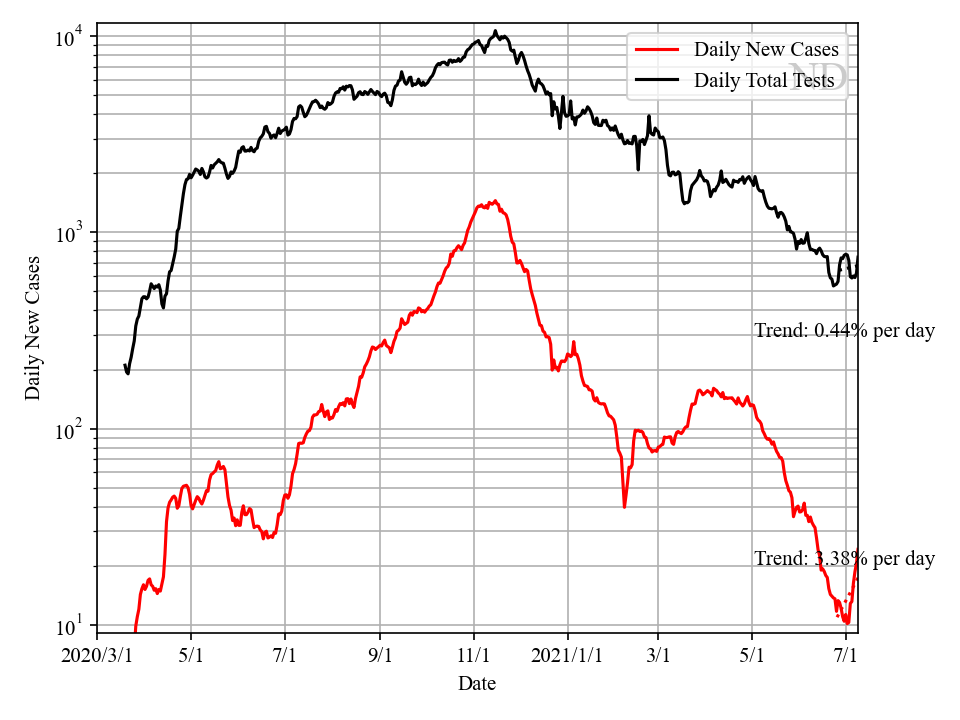 Daily New Cases
Daily Total Tests
ND
Daily New Cases
10^4
10^3
10^2
10^1
Trend: 0.44% per day
Trend: 3.38% per day
2020/3/1 5/1 7/1 9/1 11/1 2021/1/1 3/1 5/1 7/1
Date